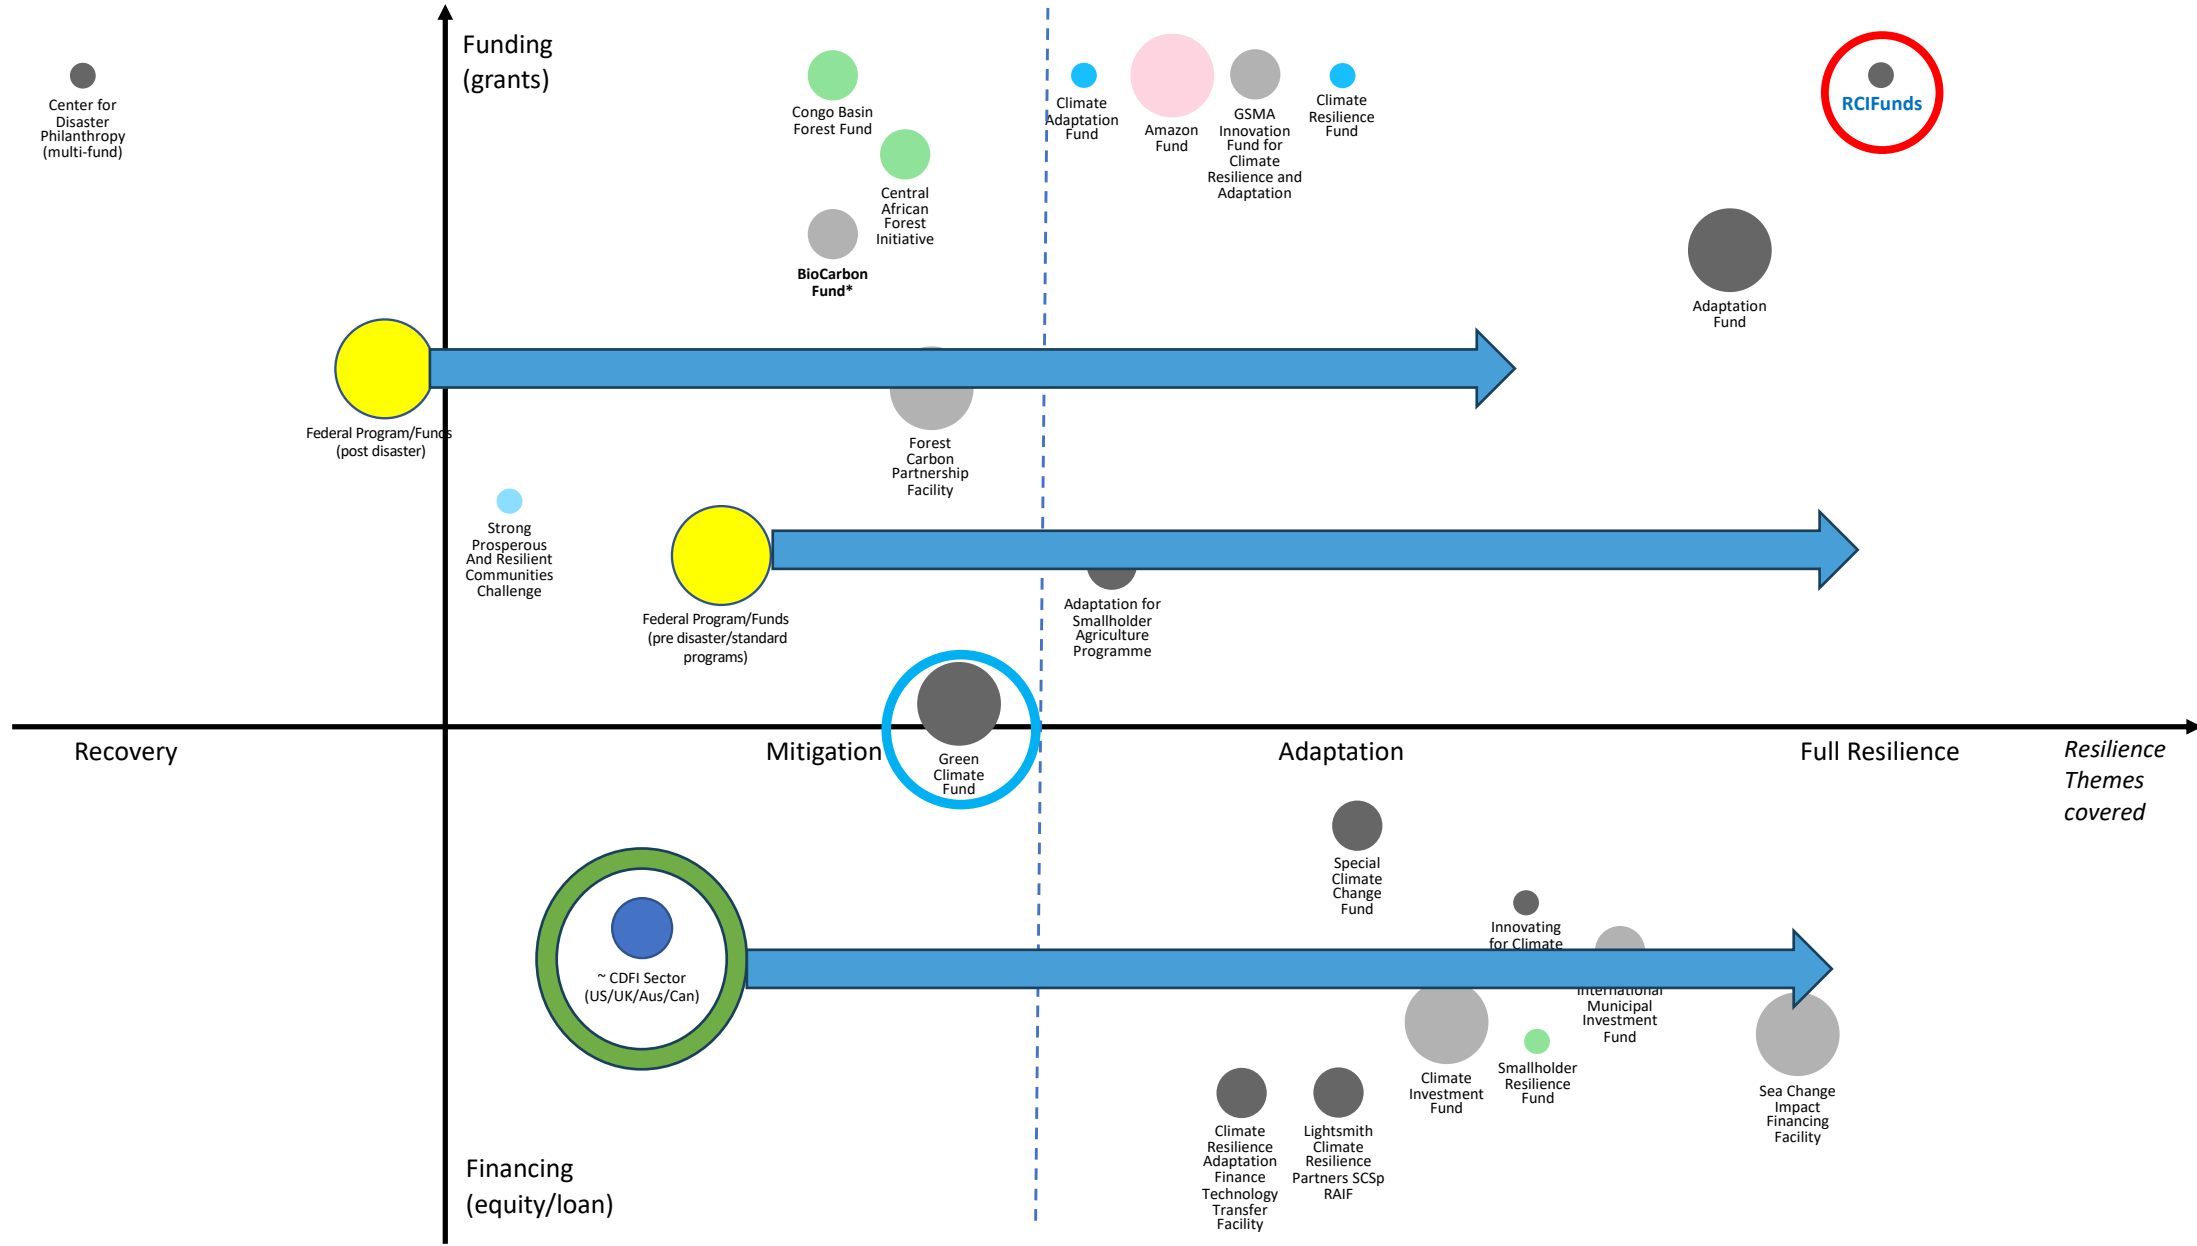 Funding
(grants)
Center for
Disaster
Philanthropy
(multi-fund)
Congo Basin
Forest Fund
Central
African
Forest
Initiative
BioCarbon
Fund*
Climate
Adaptation
Fund
Amazon
Fund
GSMA
Innovation
Fund for
Climate
Resilience and
Adaptation
Climate
Resilience
Fund
RCIFunds
Adaptation
Fund
Federal Program/Funds
(post disaster)
Forest
Carbon
Partnership
Facility
Strong
Prosperous
And Resilient
Communities
Challenge
Federal Program/Funds
(pre disaster/standard
programs)
Adaptation for
Smallholder
Agriculture
Programme
Green
Climate
Fund
Recovery
Mitigation
Adaptation
Full Resilience
Resilience
Themes
covered
Special
Climate
Change
Fund
Innovating
for Climate
~ CDFI Sector
(US/UK/Aus/Can)
International
Municipal
Investment
Fund
Climate
Investment
Fund
Smallholder
Resilience
Fund
Sea Change
Impact
Financing
Facility
Climate
Resilience
Adaptation
Finance
Technology
Transfer
Facility
Lightsmith
Climate
Resilience
Partners SCSp
RAIF
Financing
(equity/loan)